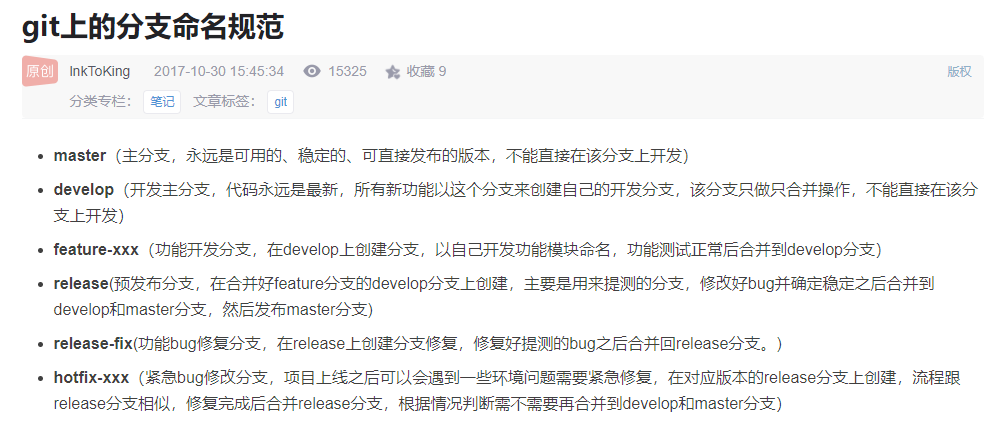 git上的分支命名规范
原创 InkToKing 2017-10-30 15:45:34 15325 收藏 9 版权
分类专栏： 笔记 文章标签： git
master（主分支，永远是可用的、稳定的、可直接发布的版本，不能直接在该分支上开发）
develop（开发主分支，代码永远是最新，所有新功能以这个分支来创建自己的开发分支，该分支只做只合并操作，不能直接在该分
支上开发）
feature-xxx（功能开发分支，在develop上创建分支，以自己开发功能模块命名，功能测试正常后合并到develop分支）
release(预发布分支，在合并好feature分支的develop分支上创建，主要是用来提测的分支，修改好bug并确定稳定之后合并到
develop和master分支，然后发布master分支)
release-fix(功能bug修复分支，在release上创建分支修复，修复好提测的bug之后合并回release分支。)
hotfix-xxx（紧急bug修改分支，项目上线之后可以会遇到一些环境问题需要紧急修复，在对应版本的release分支上创建，流程跟
release分支相似，修复完成后合并release分支，根据情况判断需不需要再合并到develop和master分支）